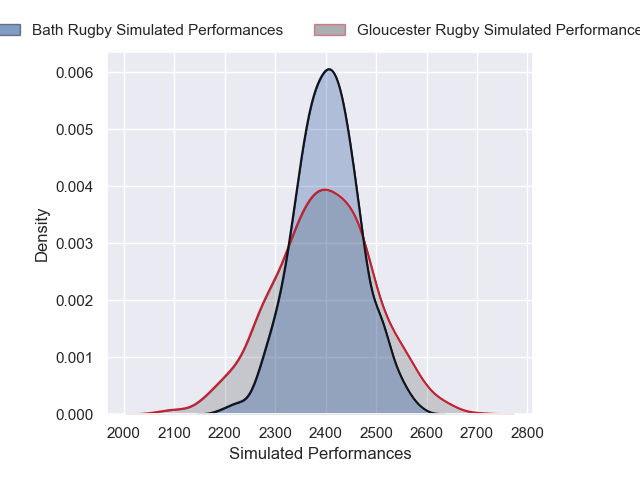 Bath Rugby Simulated Performances
Gloucester Rugby Simulated Performance
0.006
0.005
0.004
0.003
0.002
0.001
0.000
Density
2000 2100 2200 2300 2400 2500 2600 2700 2800
Simulated Performances